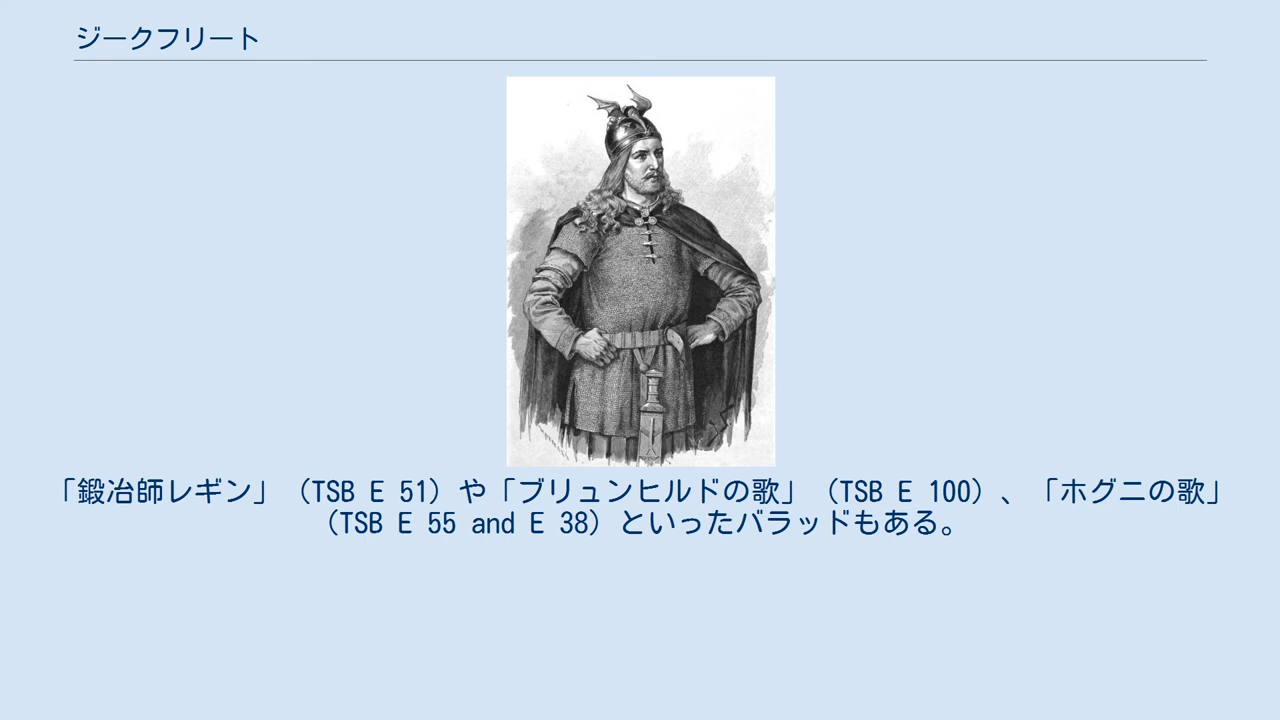 ジークフリート
「鍛冶師レギン」（TSB E 51）や「ブリュンヒルドの歌」（TSB E 100）、「ホグニの歌」
（TSB E 55 and E 38）といったバラッドもある。